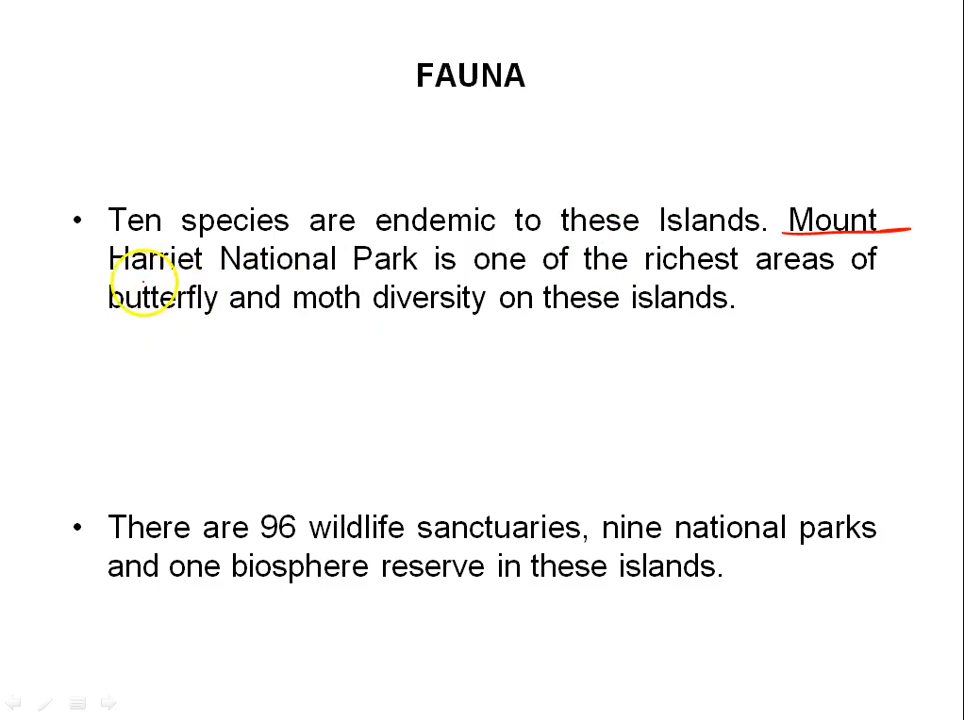 FAUNA
• Ten species are endemic to these Islands. Mount
Harriet National Park is one of the richest areas of
butterfly and moth diversity on these islands.
• There are 96 wildlife sanctuaries, nine national parks
and one biosphere reserve in these islands.